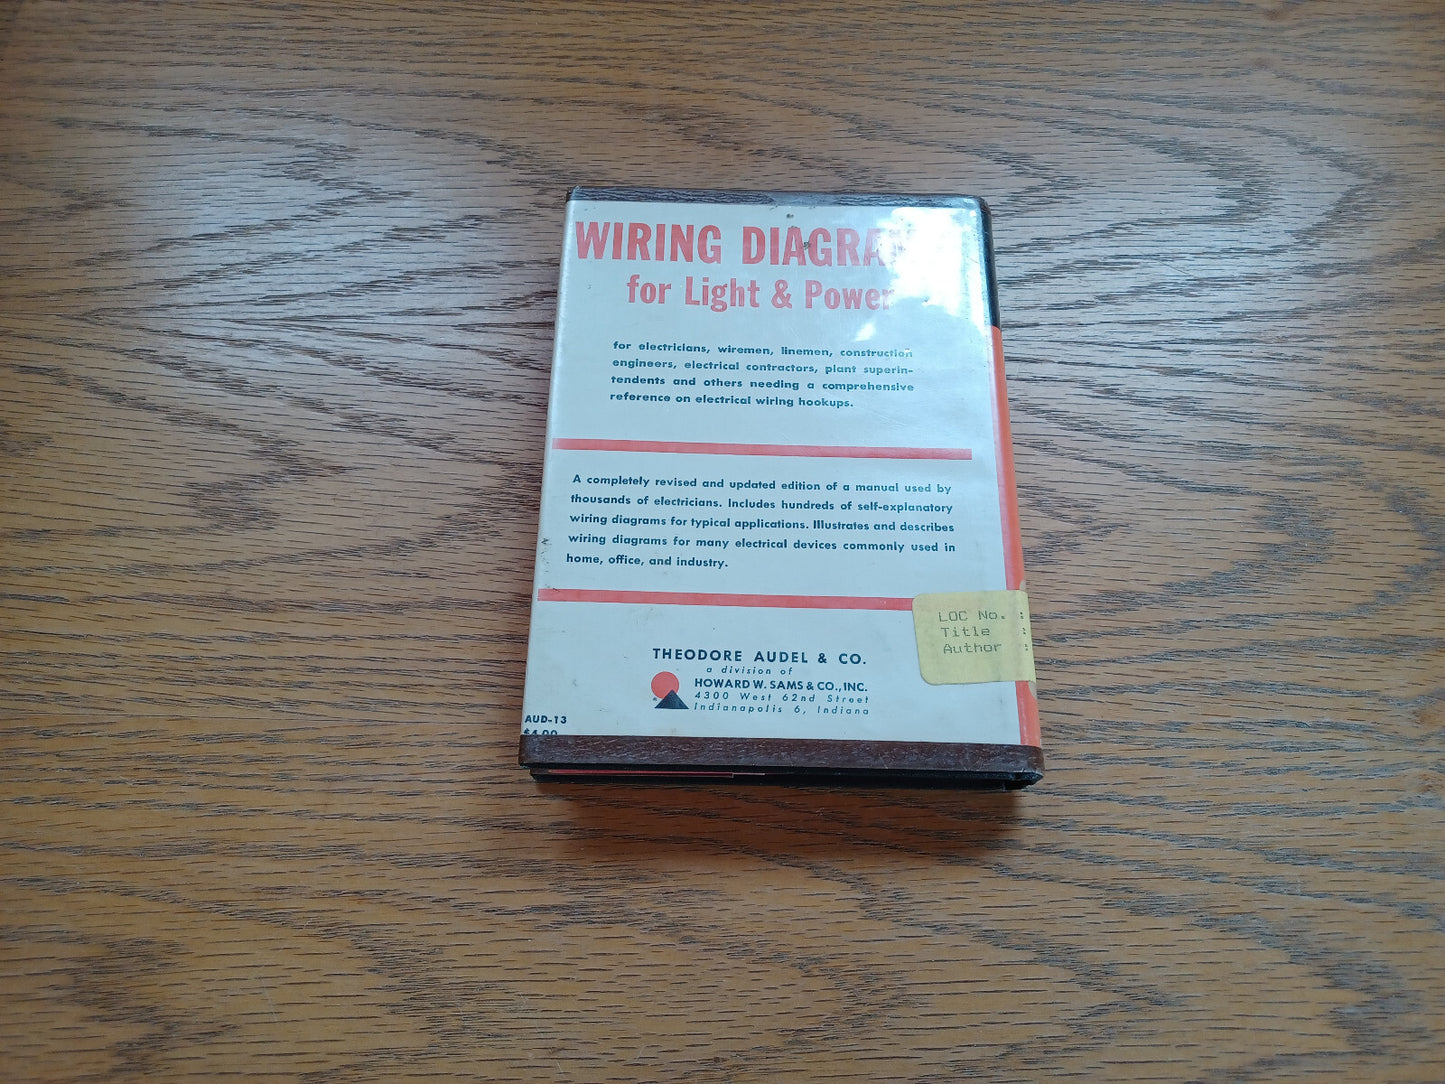 WIRING
for Light & Power
for electricians, wiremen, linemen, construction
engineers, electrical contractors, plant superin-
tendents and others needing a comprehensive
reference on electrical wiring hookups.
A completely revised and updated edition of a manual used by
thousands of electricians. Includes hundreds of self-explanatory
wiring diagrams for typical applications. Illustrates and describes
wiring diagrams for many electrical devices commonly used in
home, office, and industry.
THEODORE AUDEL & CO.
a division of
HOWARD W. SAMS & CO., INC.
4300 West 62nd Street
Indianapolis 6, Indiana
AUD-13
$4.00
LOC No. :
Title :
Author :